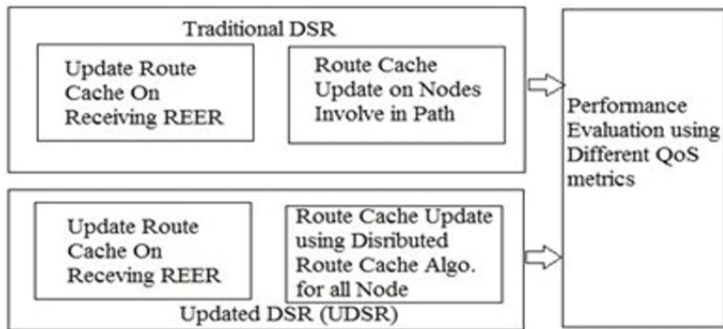 Traditional DSR
Update Route
Cache On
Receiving REER
Route Cache
Update on Nodes
Involve in Path
Update Route
Cache On
Receving REER
Route Cache Update
using Disributed
Route Cache Algo.
for all Node
Updated DSR (UDSR)
Performance
Evaluation using
Different QoS
metrics